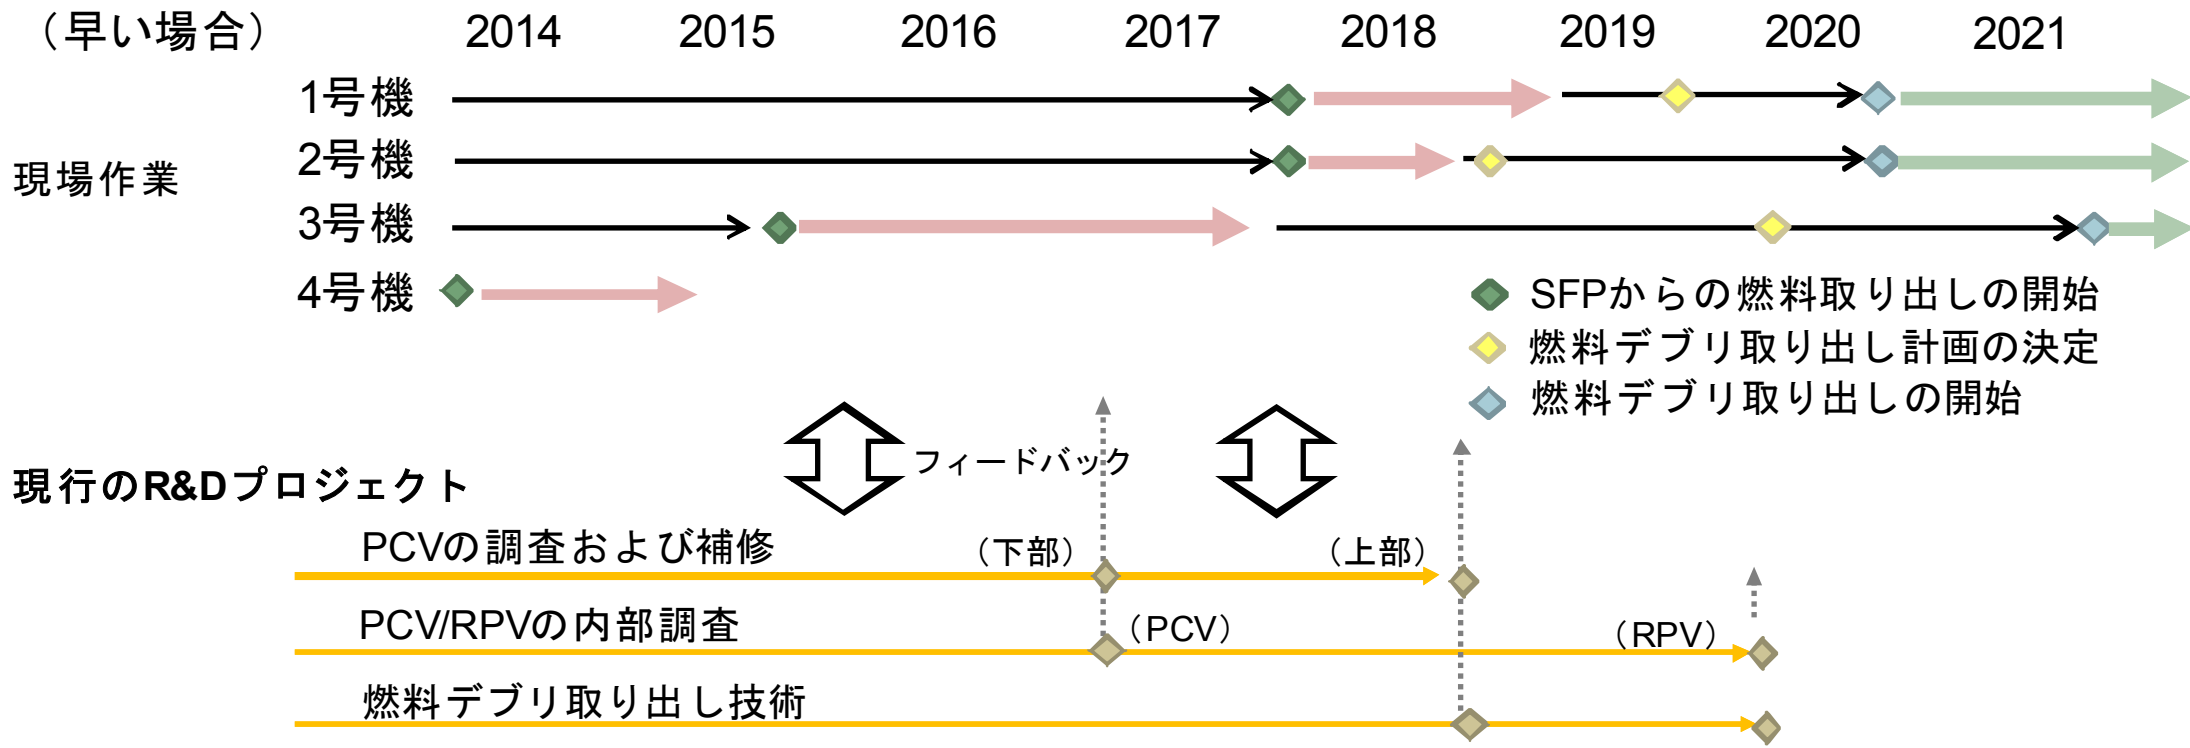 （早い場合） 2014 2015 2016 2017 2018 2019 2020 2021
1号機
2号機
現場作業
3号機
4号機
SFPからの燃料取り出しの開始
燃料デブリ取り出し計画の決定
燃料デブリ取り出しの開始
フィードバック
現行のR&Dプロジェクト
PCVの調査および補修 （下部） （上部）
PCV/RPVの内部調査 （PCV） （RPV）
燃料デブリ取り出し技術